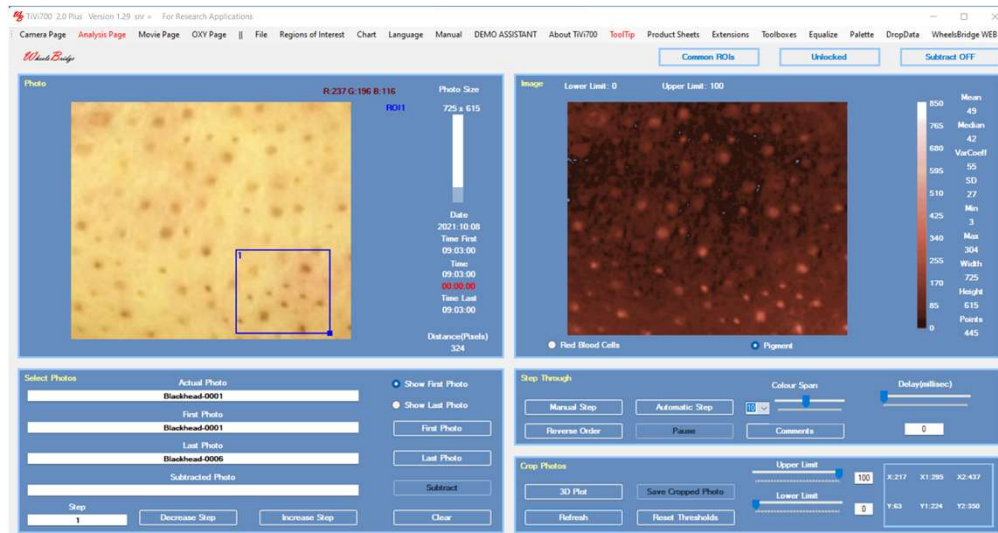 TiVi700 2.0 Plus Version 1.29 snr = For Research Applications
Camera Page Analysis Page Movie Page OXY Page || File Regions of Interest Chart Language Manual DEMO ASSISTANT About TiVi700 ToolTip Product Sheets Extensions Toolboxes Equalize Palette DropData WheelsBridge WEB
WheelsBridge
Common ROIs Unlocked Subtract OFF
Photo
R:237 G:196 B:116
ROI1
1
Photo Size
725 x 615
Date
2021:10:08
Time First
09:03:00
Time
09:03:00
00:00:00
Time Last
09:03:00
Distance(Pixels)
324
Image Lower Limit: 0 Upper Limit: 100
850
765
680
595
510
425
340
255
170
85
0
Mean
49
Median
42
VarCoeff
55
SD
27
Min
3
Max
304
Width
725
Height
615
Points
445
Red Blood Cells Pigment
Select Photos
Actual Photo
Blackhead-0001
First Photo
Blackhead-0001
Last Photo
Blackhead-0006
Subtracted Photo
Step
1
Decrease Step Increase Step
Show First Photo
Show Last Photo
First Photo
Last Photo
Subtract
Clear
Step Through
Manual Step Automatic Step
Reverse Order Pause
Colour Span
10
Comments
Delay(millisec)
0
Crop Photos
3D Plot Save Cropped Photo
Refresh Reset Thresholds
Upper Limit
100
Lower Limit
0
X:217 X1:295 X2:437
Y:63 Y1:224 Y2:350